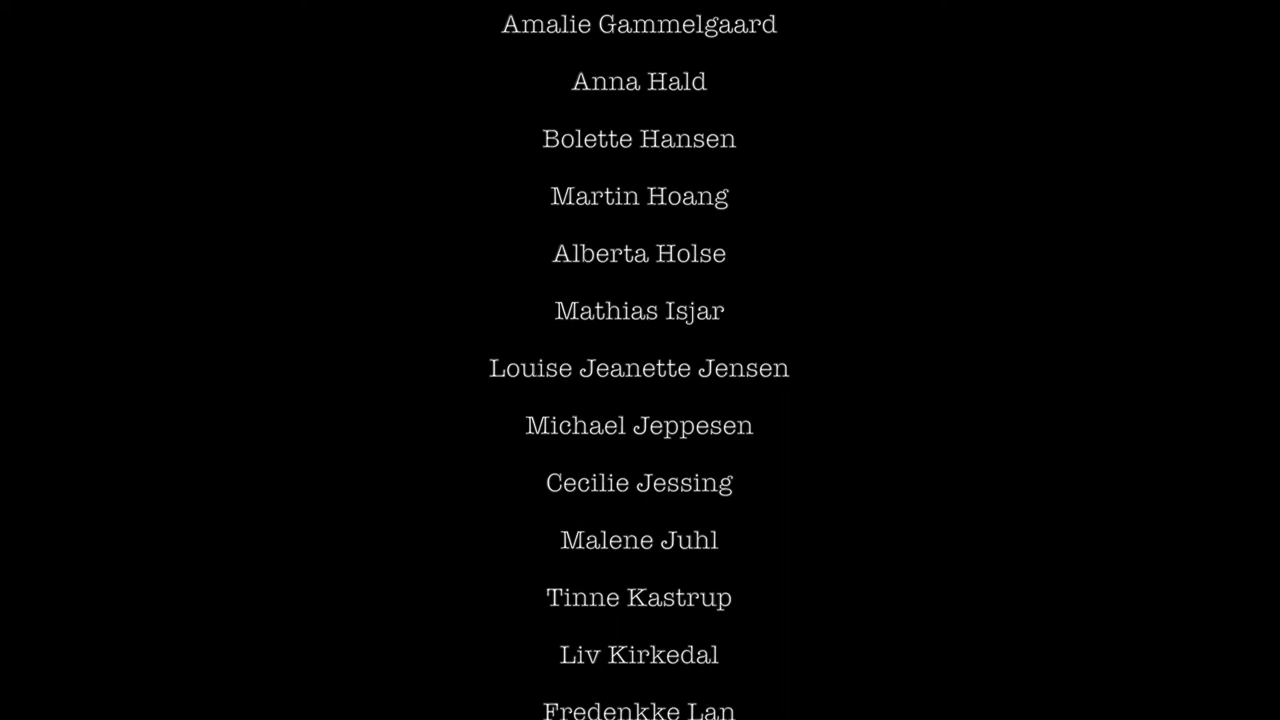 Amalie Gammelgaard
Anna Hald
Bolette Hansen
Martin Hoang
Alberta Holse
Mathias Isjar
Louise Jeanette Jensen
Michael Jeppesen
Cecilie Jessing
Malene Juhl
Tinne Kastrup
Liv Kirkedal
Fredenkke Lan